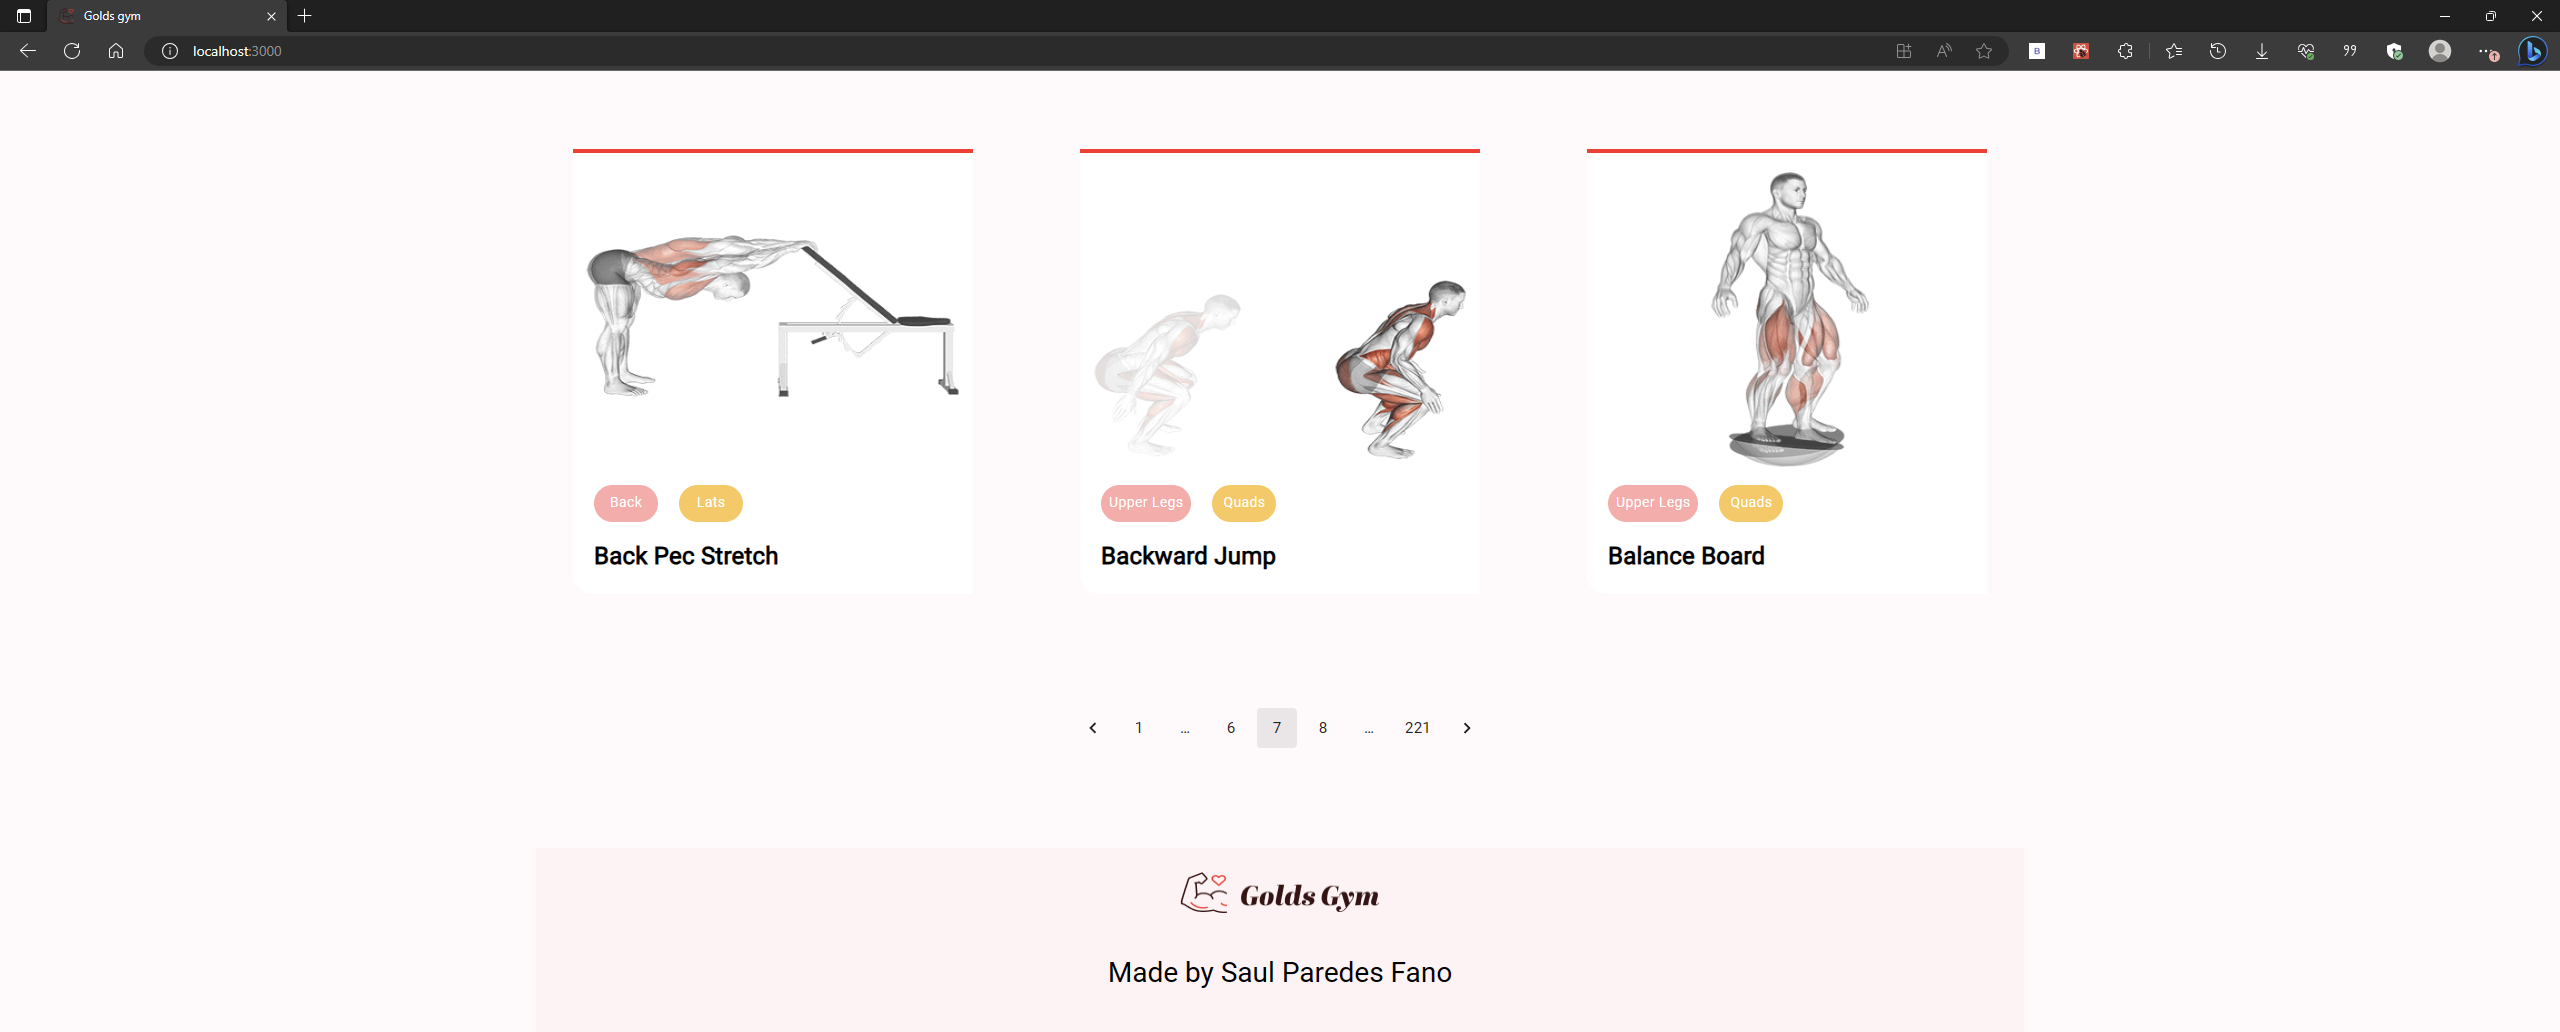 Golds gym
localhost:3000
Back Lats
Back Pec Stretch
Upper Legs Quads
Backward Jump
Upper Legs Quads
Balance Board
1 … 6 7 8 … 221
Golds Gym
Made by Saul Paredes Fano